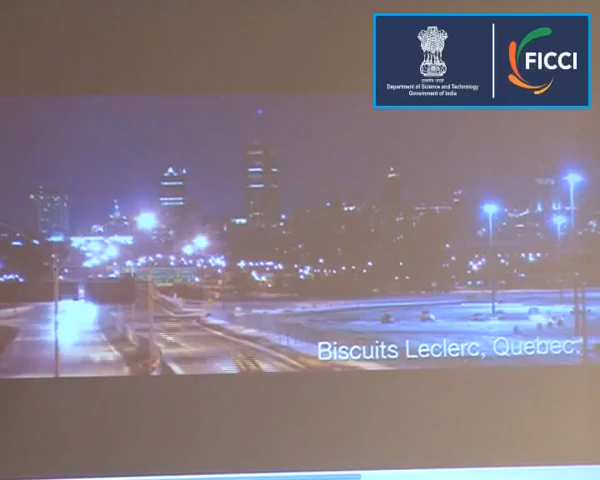 Department of Science and Technology
Government of India
FICCI
Biscuits Leclerc, Quebec.